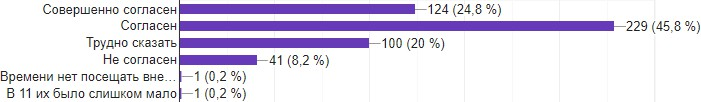 Совершенно согласен 124 (24,8 %)
Согласен 229 (45,8 %)
Трудно сказать 100 (20 %)
Не согласен 41 (8,2 %)
Времени нет посещать вне... 1 (0,2 %)
В 11 их было слишком мало 1 (0,2 %)